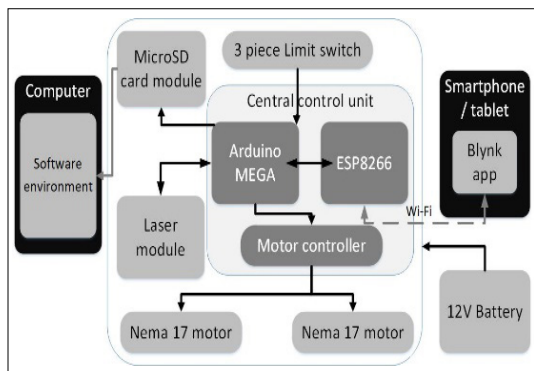 MicroSD
card module
3 piece Limit switch
Computer
Software
environment
Central control unit
Arduino
MEGA
ESP8266
Smartphone
/ tablet
Blynk
app
Wi-Fi
Laser
module
Motor controller
Nema 17 motor
Nema 17 motor
12V Battery